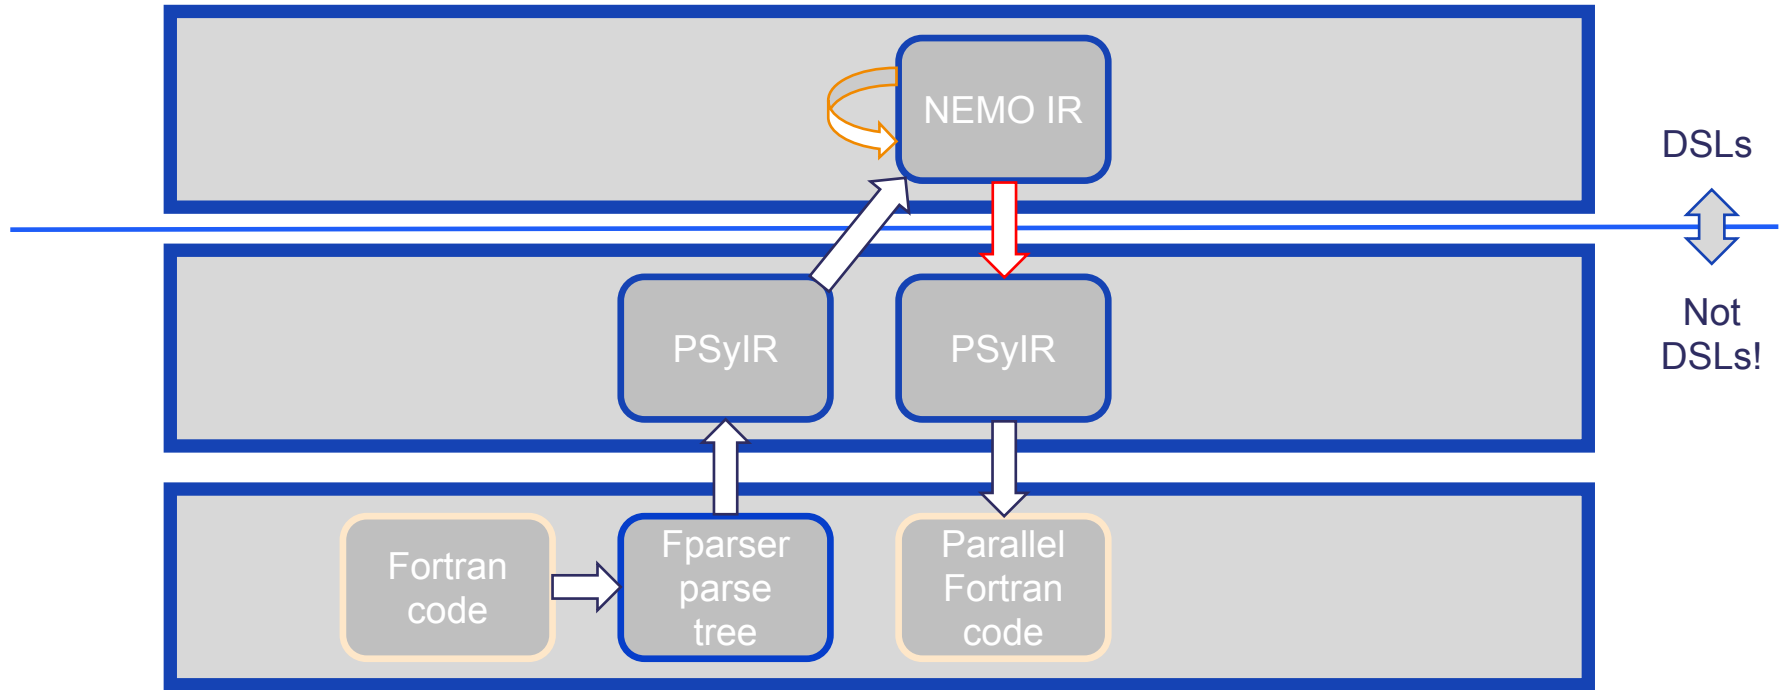 NEMO IR
DSLs
Not
DSLs!
PSyIR
PSyIR
Fortran
code
Fparser
parse
tree
Parallel
Fortran
code